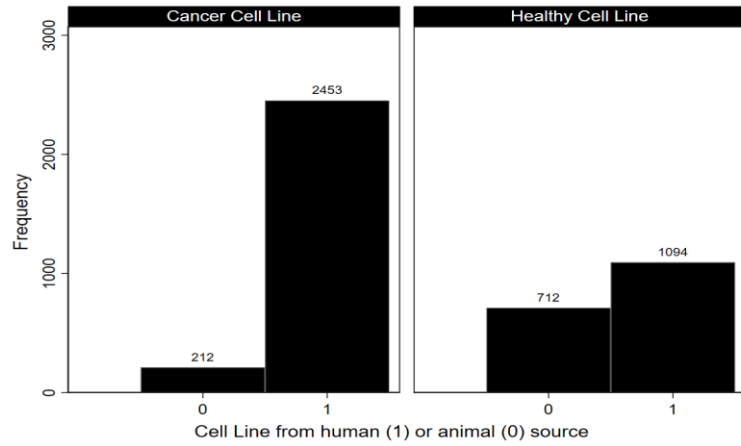 Cancer Cell Line
Healthy Cell Line
3000
2000
1000
0
Frequency
2453
212
1094
712
0 1
0 1
Cell Line from human (1) or animal (0) source